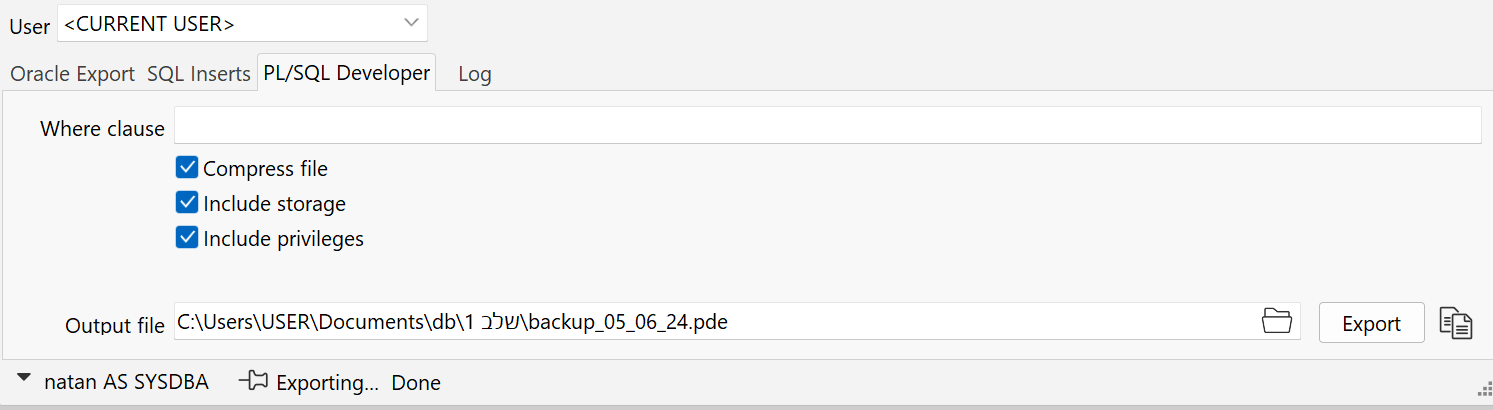 User <CURRENT USER>
Oracle Export SQL Inserts PL/SQL Developer Log
Where clause
Compress file
Include storage
Include privileges
Output file C:\Users\USER\Documents\db\1 שלב\backup_05_06_24.pde Export
natan AS SYSDBA Exporting... Done